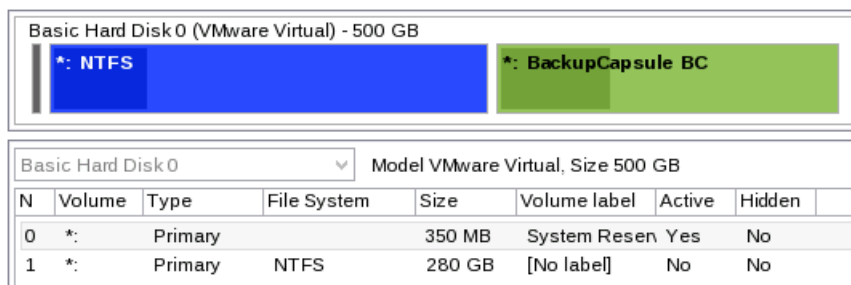 Basic Hard Disk 0 (VMware Virtual) - 500 GB
*: NTFS *: BackupCapsule BC
Basic Hard Disk 0 Model VMware Virtual, Size 500 GB
N Volume Type File System Size Volume label Active Hidden
0 *: Primary 350 MB System Reser Yes No
1 *: Primary NTFS 280 GB [No label] No No